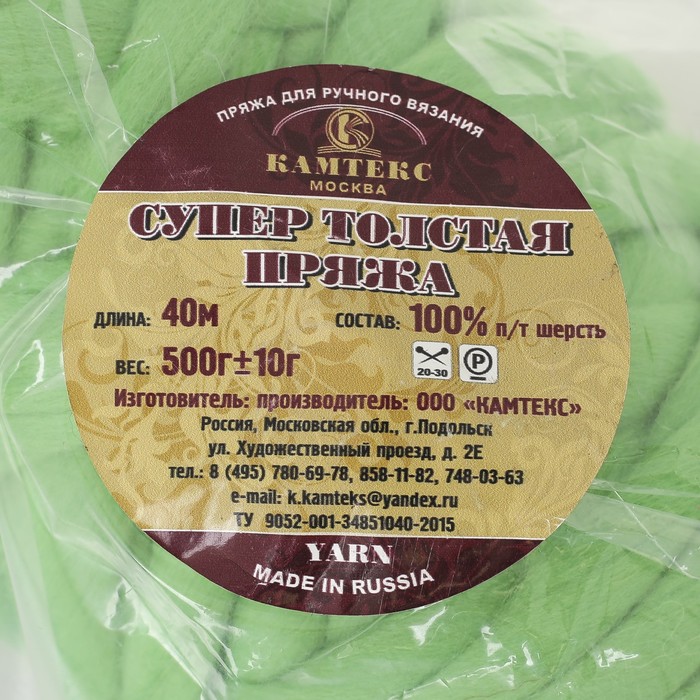 ПРЯЖА ДЛЯ РУЧНОГО ВЯЗАНИЯ
К
КАМТЕКС
МОСКВА
СУПЕР ТОЛСТАЯ
ПРЯЖА
ДЛИНА: 40м СОСТАВ: 100% п/т шерсть
ВЕС: 500г±10г 20-30 P
Изготовитель: производитель: ООО «КАМТЕКС»
Россия, Московская обл., г.Подольск
ул. Художественный проезд, д. 2Е
тел.: 8 (495) 780-69-78, 858-11-82, 748-03-63
e-mail: k.kamteks@yandex.ru
ТУ 9052-001-34851040-2015
YARN
MADE IN RUSSIA